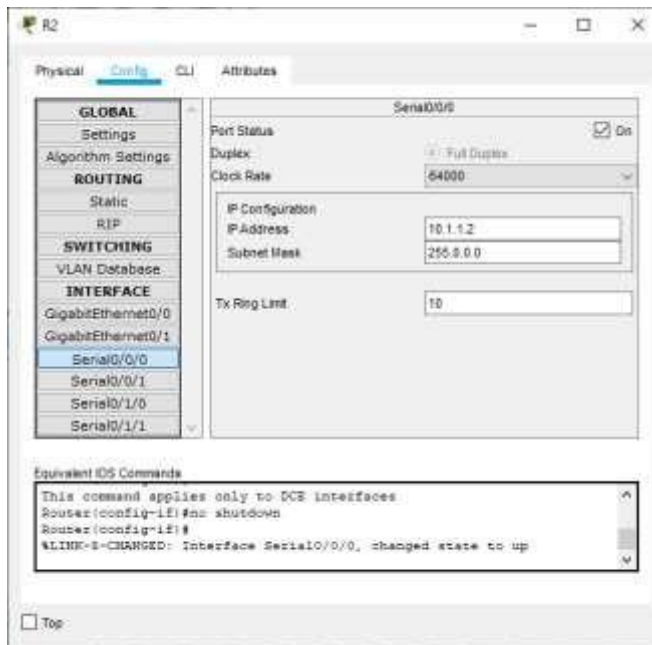 R2
Physical Config CLI Attributes
GLOBAL
Settings
Algorithm Settings
ROUTING
Static
RIP
SWITCHING
VLAN Database
INTERFACE
GigabitEthernet0/0
GigabitEthernet0/1
Serial0/0/0
Serial0/0/1
Serial0/1/0
Serial0/1/1
Serial0/0/0
Port Status On
Duplex Full Duplex
Clock Rate 64000
IP Configuration
IP Address 10.1.1.2
Subnet Mask 255.0.0.0
Tx Ring Limit 10
Equivalent IOS Commands
This command applies only to DCE interfaces
Router(config-if)#no shutdown
Router(config-if)#
%LINK-5-CHANGED: Interface Serial0/0/0, changed state to up
Top